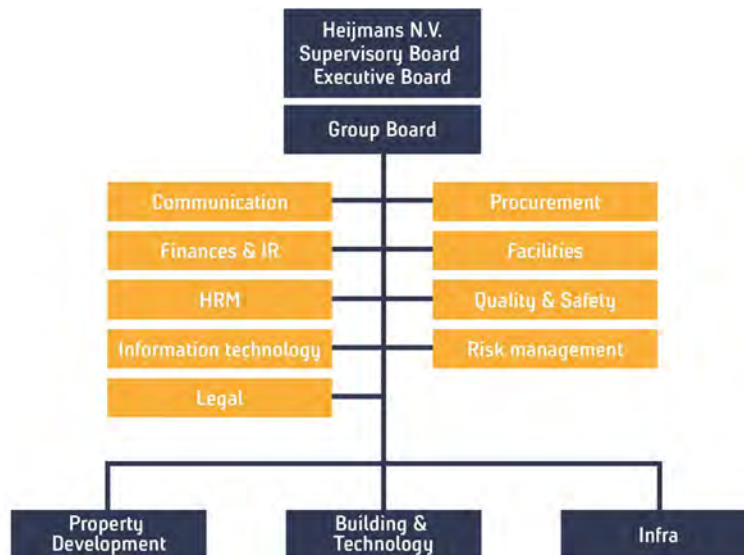 Heijmans N.V.
Supervisory Board
Executive Board
Group Board
Communication
Procurement
Finances & IR
Facilities
HRM
Quality & Safety
Information technology
Risk management
Legal
Property
Development
Building &
Technology
Infra